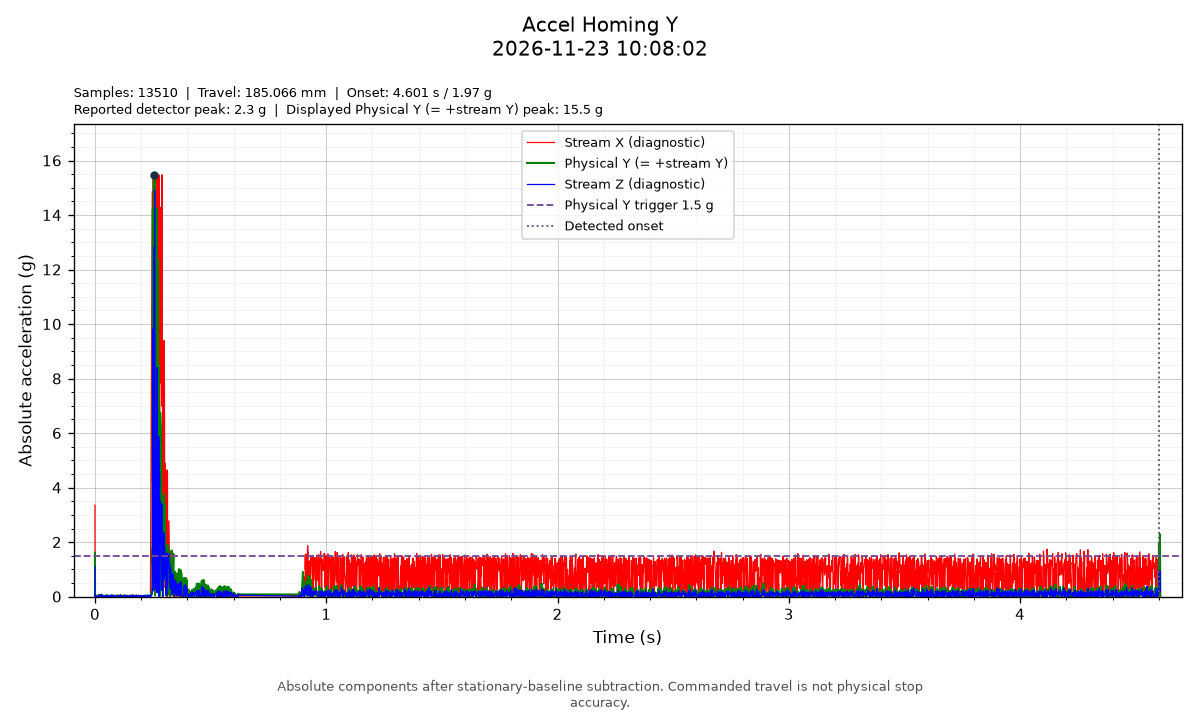 Accel Homing Y
2026-11-23 10:08:02
Samples: 13510 | Travel: 185.066 mm | Onset: 4.601 s / 1.97 g
Reported detector peak: 2.3 g | Displayed Physical Y (= +stream Y) peak: 15.5 g
Stream X (diagnostic)
Physical Y (= +stream Y)
Stream Z (diagnostic)
Physical Y trigger 1.5 g
Detected onset
Absolute acceleration (g)
16
14
12
10
8
6
4
2
0
0 1 2 3 4
Time (s)
Absolute components after stationary-baseline subtraction. Commanded travel is not physical stop
accuracy.